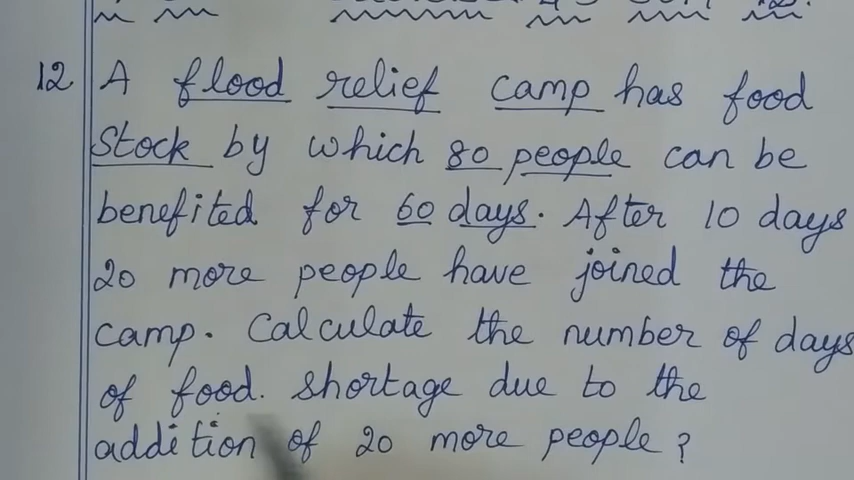 12 A flood relief camp has food
Stock by which 80 people can be
benefited for 60 days. After 10 days
20 more people have joined the
camp. Calculate the number of days
of food. shortage due to the
addition of 20 more people?